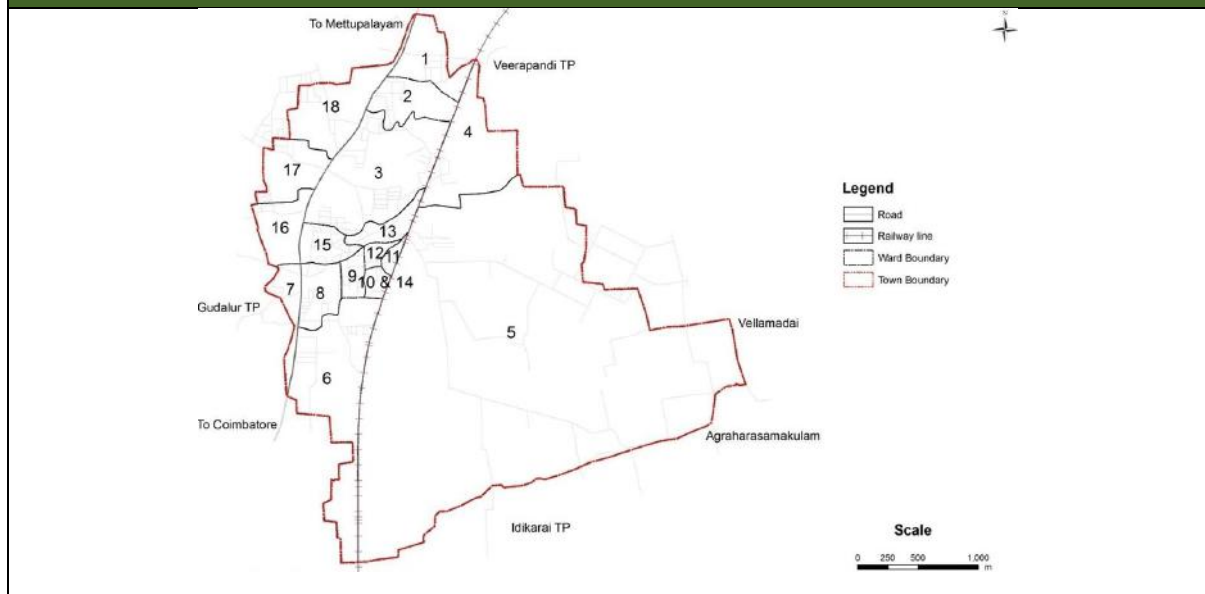 N
To Mettupalayam
Veerapandi TP
1
2
18
4
17
3
Legend
Road
Railway line
Ward Boundary
Town Boundary
16
13
15
12
11
9
10 & 14
7
8
Gudalur TP
Vellamadai
5
6
To Coimbatore
Agraharasamakulam
Idikarai TP
Scale
0 250 500 1,000
m